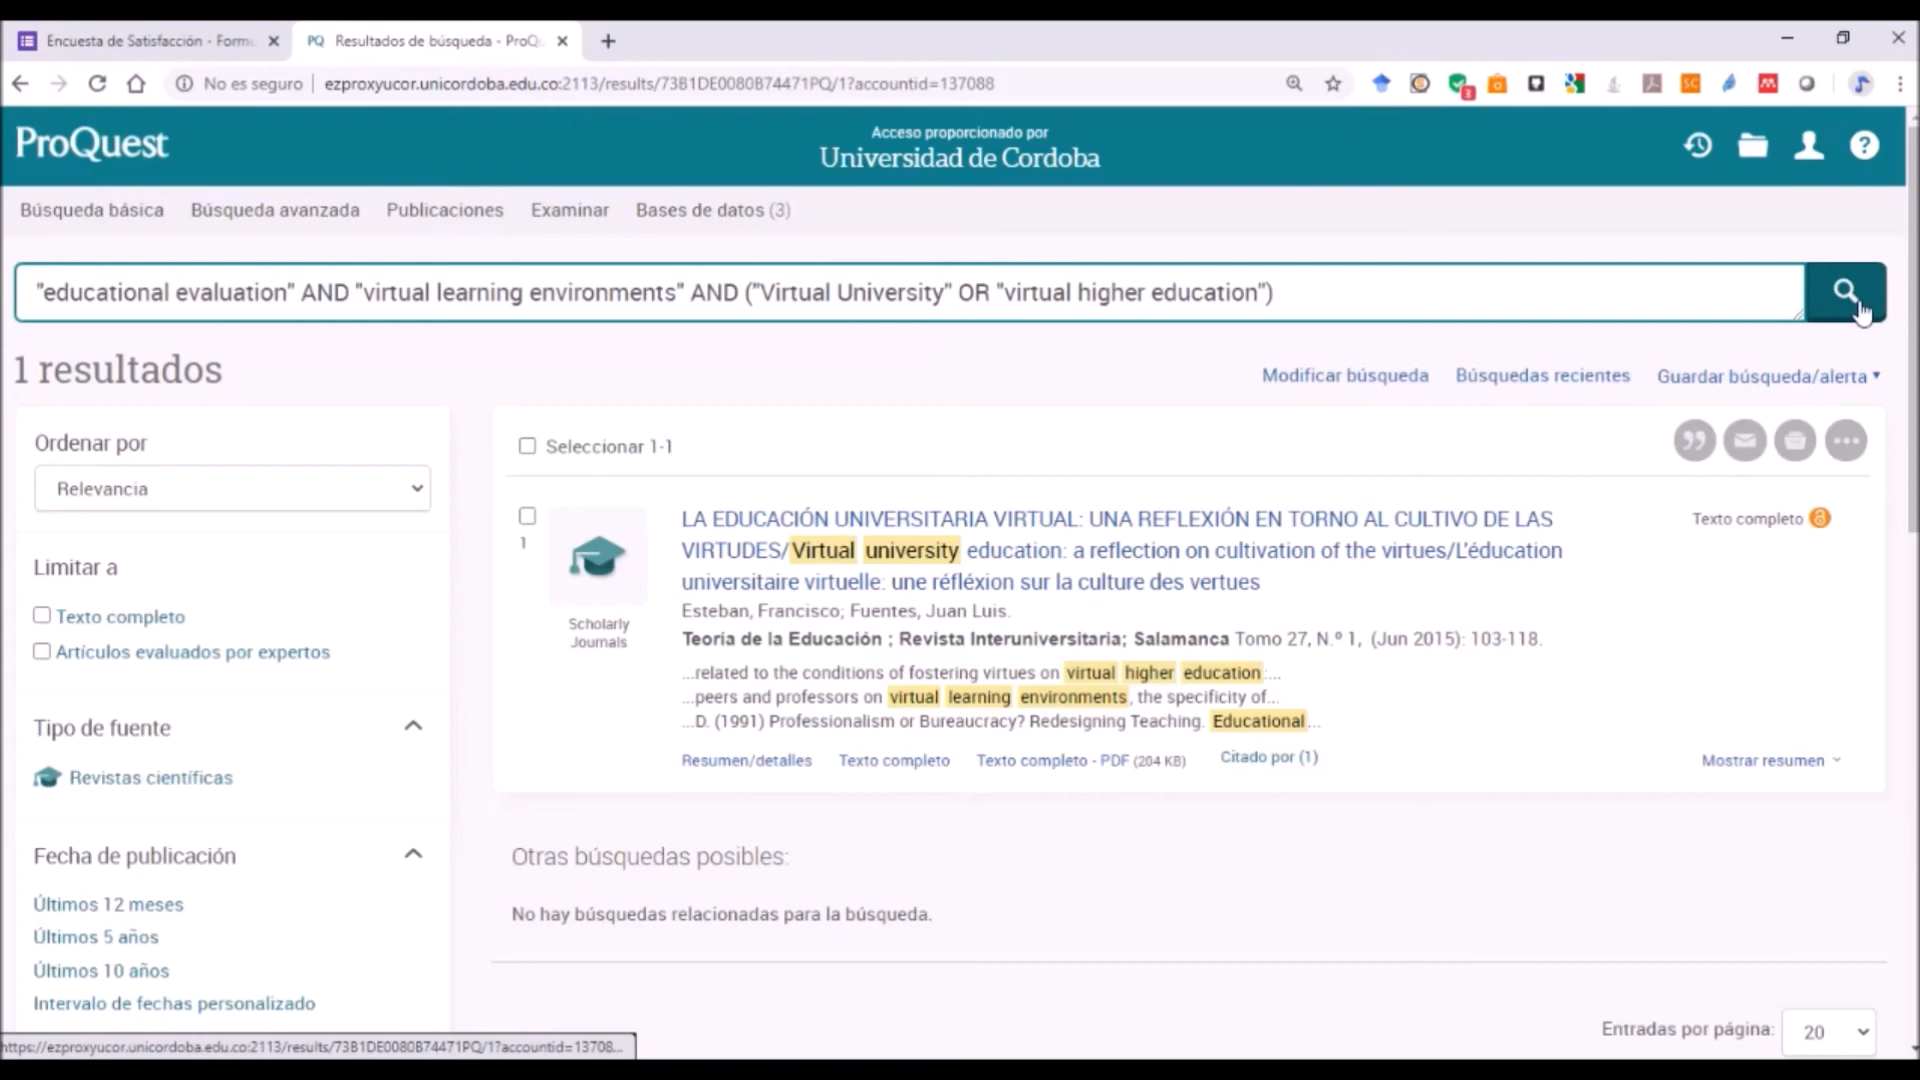 Encuesta de Satisfacción - Form
PQ Resultados de búsqueda - ProQ
No es seguro
ezproxyucor.unicordoba.edu.co:2113/results/73B1DE0080B74471PQ/1?accountid=137088
3
SC
ProQuest
Acceso proporcionado por
Universidad de Cordoba
Búsqueda básica
Búsqueda avanzada
Publicaciones
Examinar
Bases de datos (3)
"educational evaluation" AND "virtual learning environments" AND ("Virtual University" OR "virtual higher education")
1 resultados
Modificar búsqueda
Búsquedas recientes
Guardar búsqueda/alerta
Ordenar por
Relevancia
Limitar a
Texto completo
Artículos evaluados por expertos
Tipo de fuente
Revistas científicas
Fecha de publicación
Últimos 12 meses
Últimos 5 años
Últimos 10 años
Intervalo de fechas personalizado
Seleccionar 1-1
1
Scholarly
Journals
LA EDUCACIÓN UNIVERSITARIA VIRTUAL: UNA REFLEXIÓN EN TORNO AL CULTIVO DE LAS
VIRTUDES/Virtual university education: a reflection on cultivation of the virtues/L'éducation
universitaire virtuelle: une réfléxion sur la culture des vertues
Texto completo
Esteban, Francisco; Fuentes, Juan Luis.
Teoría de la Educación ; Revista Interuniversitaria; Salamanca Tomo 27, N.º 1, (Jun 2015): 103-118.
...related to the conditions of fostering virtues on virtual higher education:...
...peers and professors on virtual learning environments, the specificity of...
...D. (1991) Professionalism or Bureaucracy? Redesigning Teaching. Educational...
Resumen/detalles
Texto completo
Texto completo - PDF (204 KB)
Citado por (1)
Mostrar resumen
Otras búsquedas posibles:
No hay búsquedas relacionadas para la búsqueda.
Entradas por página:
20
https://ezproxyucor.unicordoba.edu.co:2113/results/73B1DE0080B74471PQ/1?accountid=13708...